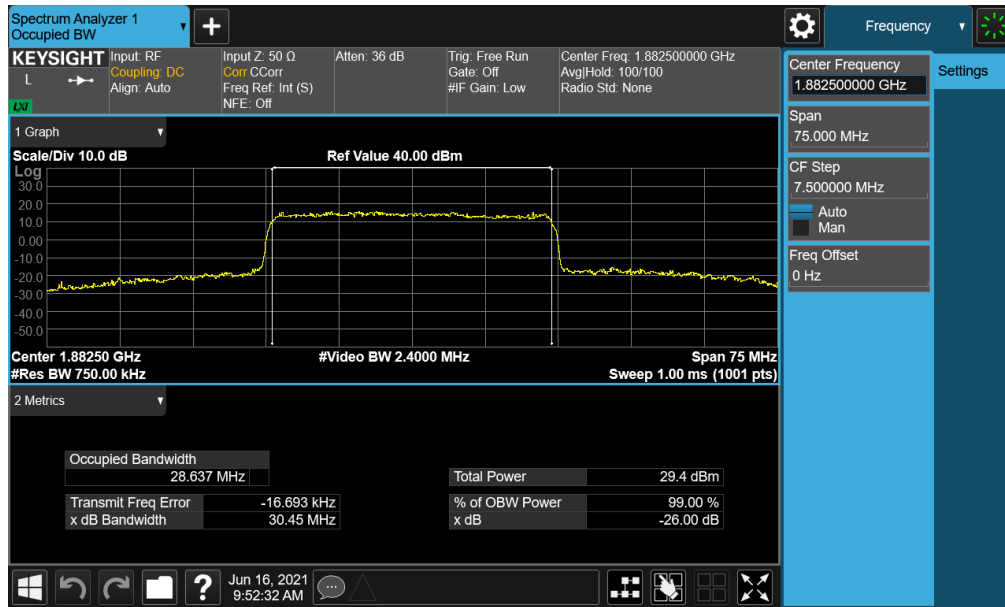 Spectrum Analyzer 1
Occupied BW
+
Frequency
KEYSIGHT
L
LXI
Input: RF
Coupling: DC
Align: Auto
Input Z: 50 Ω
Corr CCorr
Freq Ref: Int (S)
NFE: Off
Atten: 36 dB
Trig: Free Run
Gate: Off
#IF Gain: Low
Center Freq: 1.882500000 GHz
Avg|Hold: 100/100
Radio Std: None
1 Graph
Scale/Div 10.0 dB
Ref Value 40.00 dBm
Log
30.0
20.0
10.0
0.00
-10.0
-20.0
-30.0
-40.0
-50.0
Center 1.88250 GHz
#Video BW 2.4000 MHz
Span 75 MHz
#Res BW 750.00 kHz
Sweep 1.00 ms (1001 pts)
2 Metrics
Occupied Bandwidth
28.637 MHz
Transmit Freq Error -16.693 kHz
x dB Bandwidth 30.45 MHz
Total Power 29.4 dBm
% of OBW Power 99.00 %
x dB -26.00 dB
Center Frequency
1.882500000 GHz
Span
75.000 MHz
CF Step
7.500000 MHz
Auto
Man
Freq Offset
0 Hz
Settings
?
Jun 16, 2021
9:52:32 AM